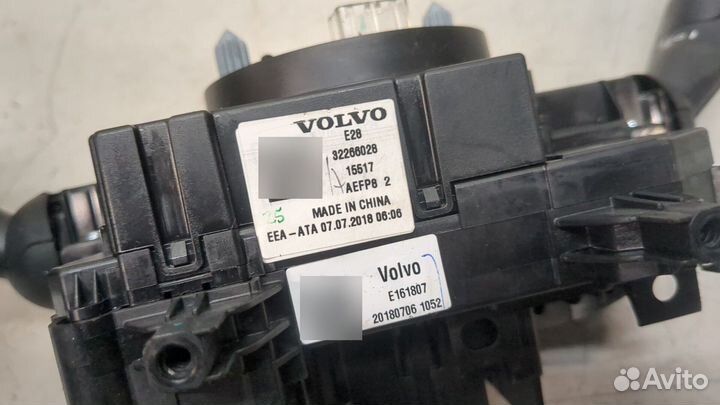 VOLVO
E28
32266028
15517
AEFP8 2
25
MADE IN CHINA
EEA-ATA 07.07.2018 06:06
Volvo
E161807
20180706 1052
Avito